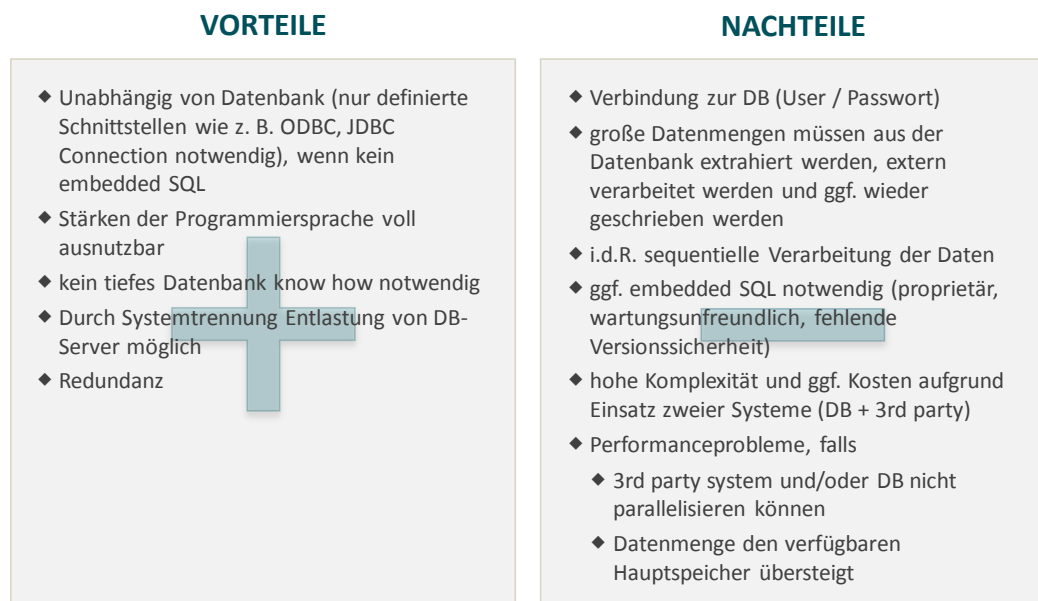 VORTEILE
◆ Unabhängig von Datenbank (nur definierte
Schnittstellen wie z. B. ODBC, JDBC
Connection notwendig), wenn kein
embedded SQL
◆ Stärken der Programmiersprache voll
ausnutzbar
◆ kein tiefes Datenbank know how notwendig
◆ Durch Systemtrennung Entlastung von DB-
Server möglich
◆ Redundanz
NACHTEILE
◆ Verbindung zur DB (User / Passwort)
◆ große Datenmengen müssen aus der
Datenbank extrahiert werden, extern
verarbeitet werden und ggf. wieder
geschrieben werden
◆ i.d.R. sequentielle Verarbeitung der Daten
◆ ggf. embedded SQL notwendig (proprietär,
wartungsunfreundlich, fehlende
Versionssicherheit)
◆ hohe Komplexität und ggf. Kosten aufgrund
Einsatz zweier Systeme (DB + 3rd party)
◆ Performanceprobleme, falls
◆ 3rd party system und/oder DB nicht
parallelisieren können
◆ Datenmenge den verfügbaren
Hauptspeicher übersteigt